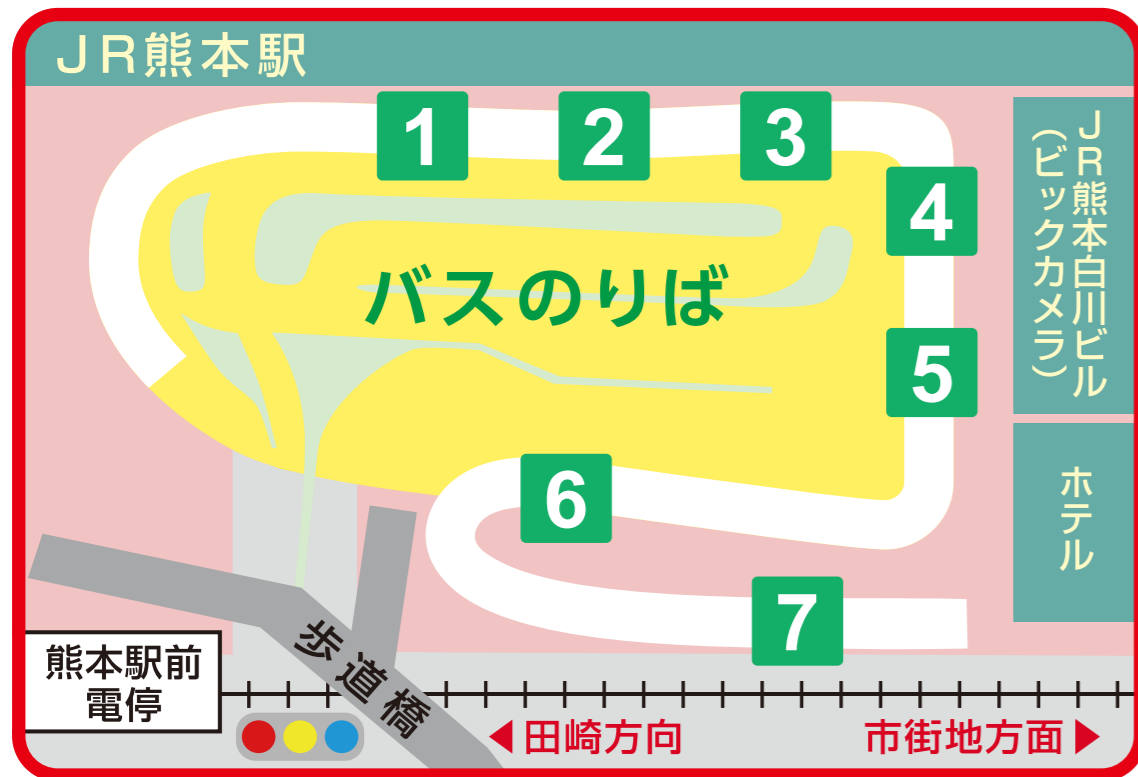 JR熊本駅
1
2
3
4
5
6
7
JR熊本白川ビル
（ビックカメラ）
ホテル
バスのりば
歩道橋
熊本駅前
電停
田崎方向
市街地方面